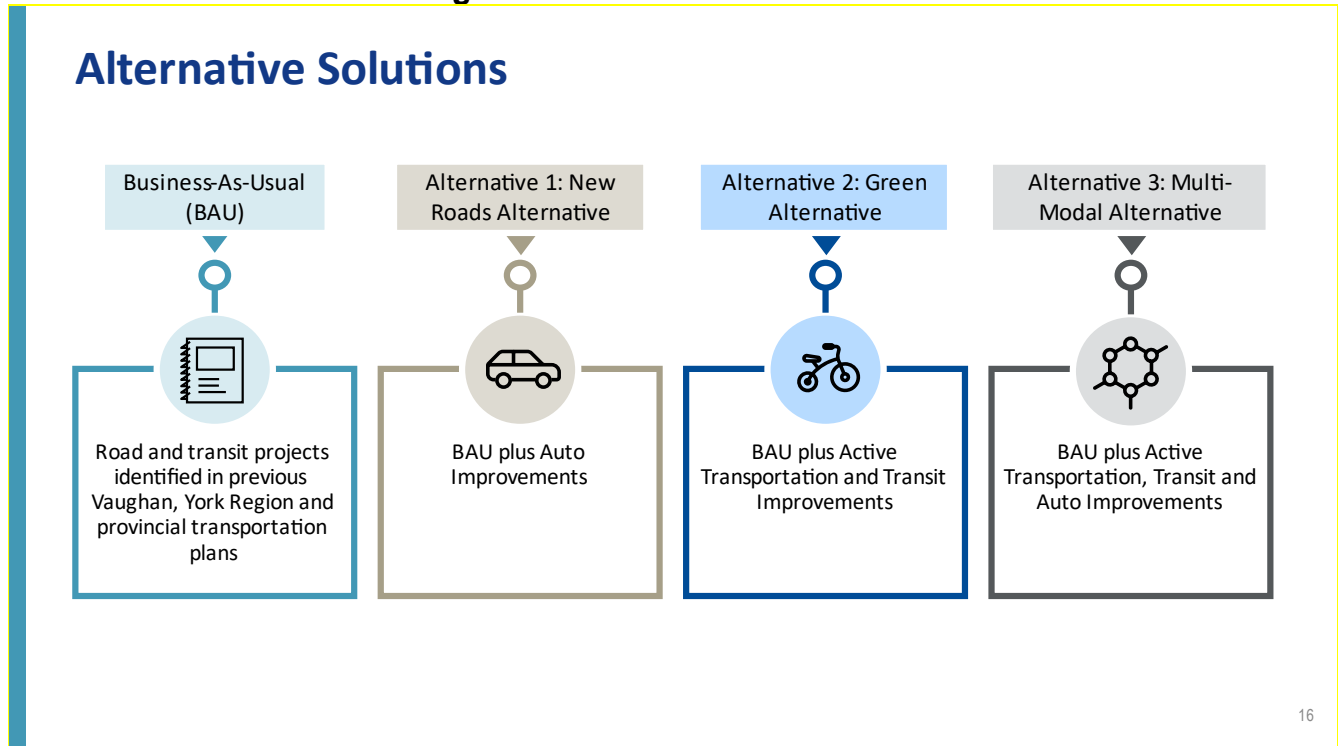 Alternative Solutions
Business-As-Usual
(BAU)
Alternative 1: New
Roads Alternative
Alternative 2: Green
Alternative
Alternative 3: Multi-
Modal Alternative
Road and transit projects
identified in previous
Vaughan, York Region and
provincial transportation
plans
BAU plus Auto
Improvements
BAU plus Active
Transportation and Transit
Improvements
BAU plus Active
Transportation, Transit and
Auto Improvements
16